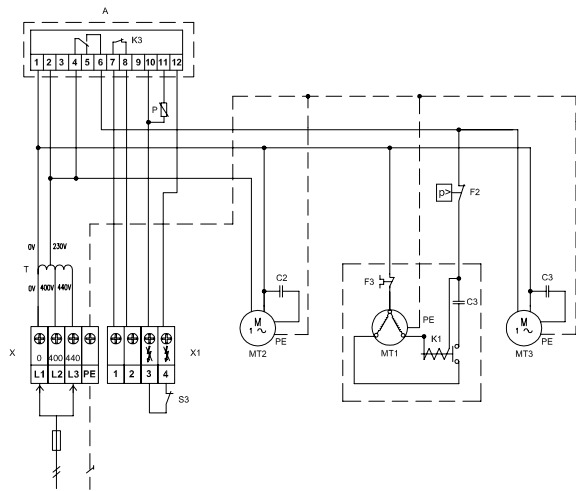 A
K3
1 2 3 4 5 6 7 8 9 10 11 12
P
p>
F2
0V 230V
T
0V 400V 440V
F3
C2
C3
C3
M
1~
MT2
PE
MT1
PE
K1
M
1~
MT3
PE
X
0 400 440
L1 L2 L3 PE
1 2 3 4
X1
S3